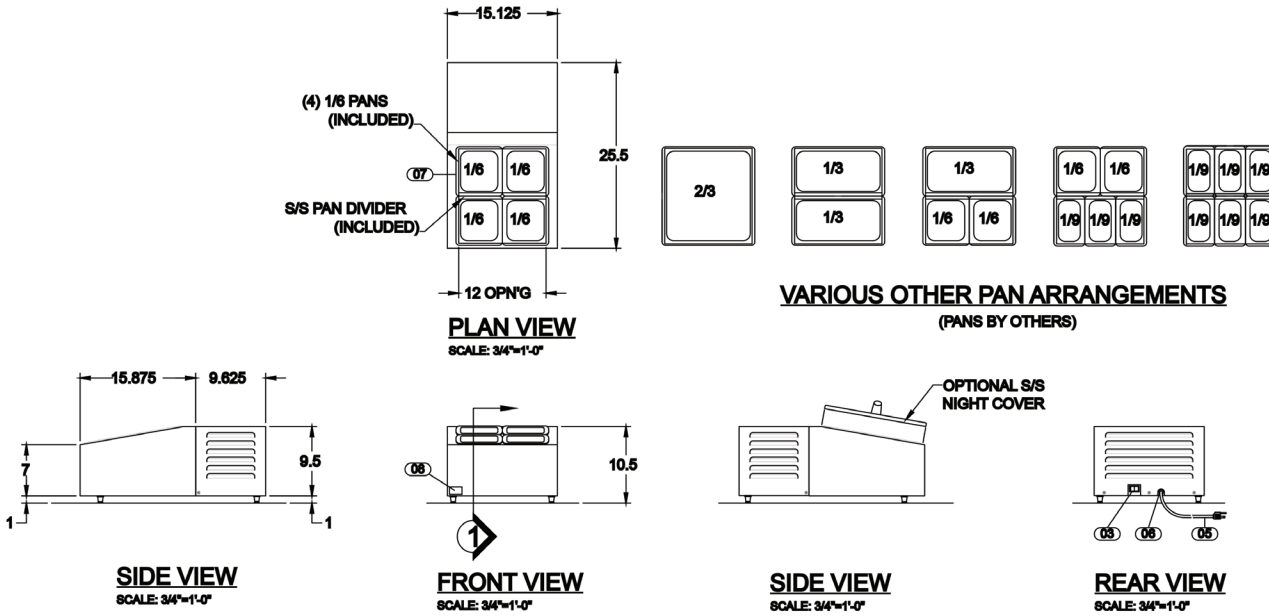 15.125
(4) 1/6 PANS
(INCLUDED)
25.5
07
1/6 1/6
S/S PAN DIVIDER
(INCLUDED)
1/6 1/6
12 OPN'G
PLAN VIEW
SCALE: 3/4"=1'-0"
2/3
1/3
1/3
1/3
1/6 1/6
1/6 1/6
1/9 1/9 1/9
1/9 1/9 1/9
1/9 1/9 1/9
VARIOUS OTHER PAN ARRANGEMENTS
(PANS BY OTHERS)
15.875 9.625
7
9.5
1 1
SIDE VIEW
SCALE: 3/4"=1'-0"
08
10.5
1
FRONT VIEW
SCALE: 3/4"=1'-0"
OPTIONAL S/S
NIGHT COVER
SIDE VIEW
SCALE: 3/4"=1'-0"
03 06 05
REAR VIEW
SCALE: 3/4"=1'-0"